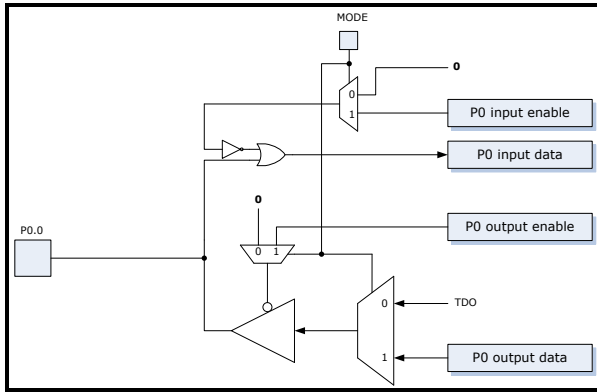 MODE
0
0
1
P0 input enable
P0 input data
0
P0.0
0 1
P0 output enable
0
TDO
1
P0 output data